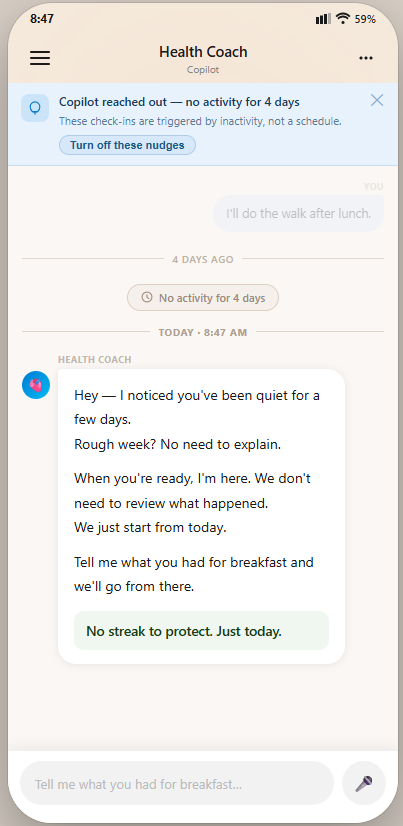 8:47
59%
Health Coach
Copilot
Copilot reached out — no activity for 4 days
These check-ins are triggered by inactivity, not a schedule.
Turn off these nudges
YOU
I'll do the walk after lunch.
4 DAYS AGO
No activity for 4 days
TODAY · 8:47 AM
HEALTH COACH
Hey — I noticed you've been quiet for a
few days.
Rough week? No need to explain.
When you're ready, I'm here. We don't
need to review what happened.
We just start from today.
Tell me what you had for breakfast and
we'll go from there.
No streak to protect. Just today.
Tell me what you had for breakfast...